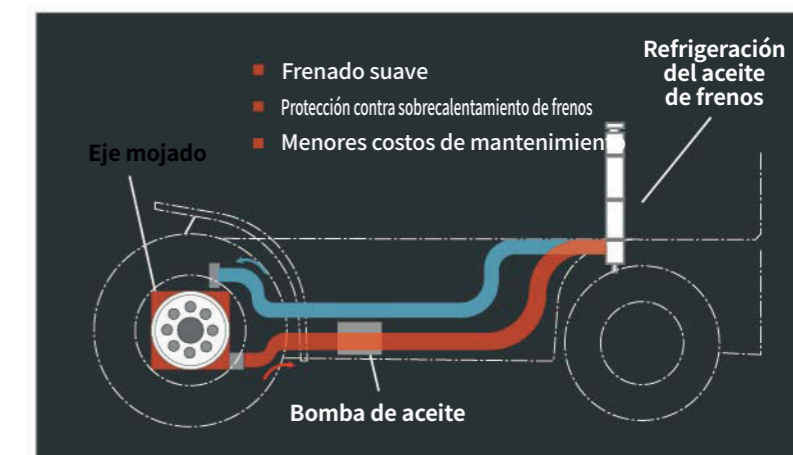 Refrigeración
del aceite
de frenos
Frenado suave
Protección contra sobrecalentamiento de frenos
Menores costos de mantenimiento
Eje mojado
Bomba de aceite